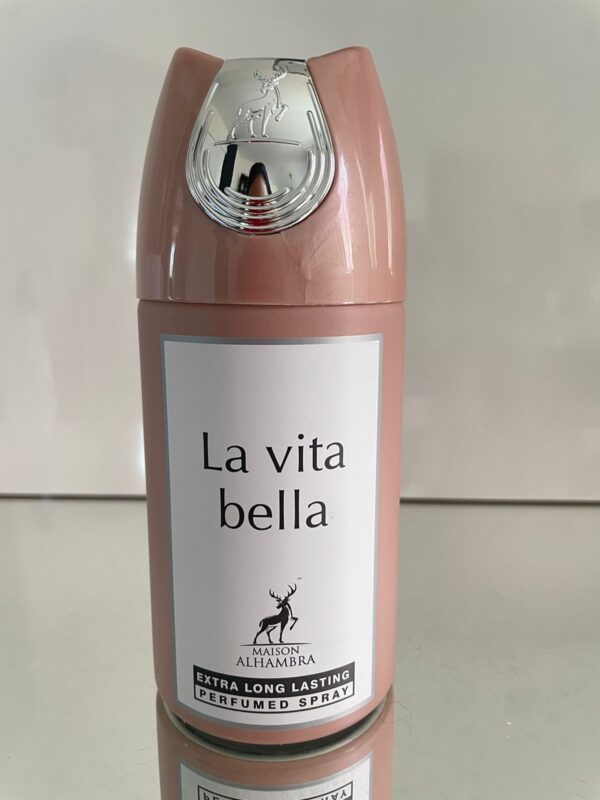 La vita
bella
MAISON
ALHAMBRA
EXTRA LONG LASTING
PERFUMED SPRAY